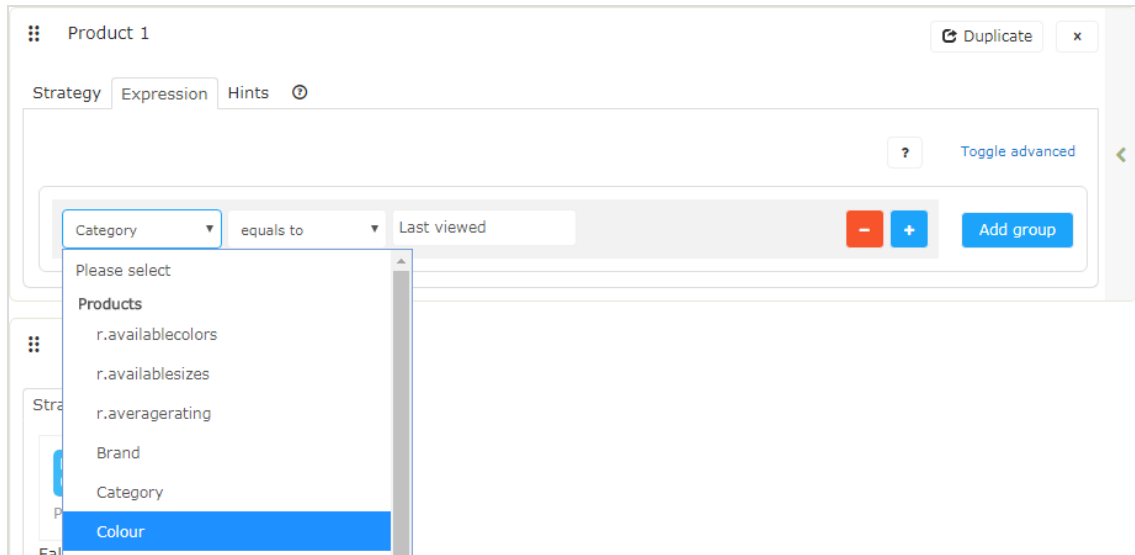 Product 1
Duplicate
x
Strategy Expression Hints ?
? Toggle advanced
Category equals to Last viewed - + Add group
Please select
Products
r.availablecolors
r.availablesizes
r.averagerating
Brand
Category
Colour